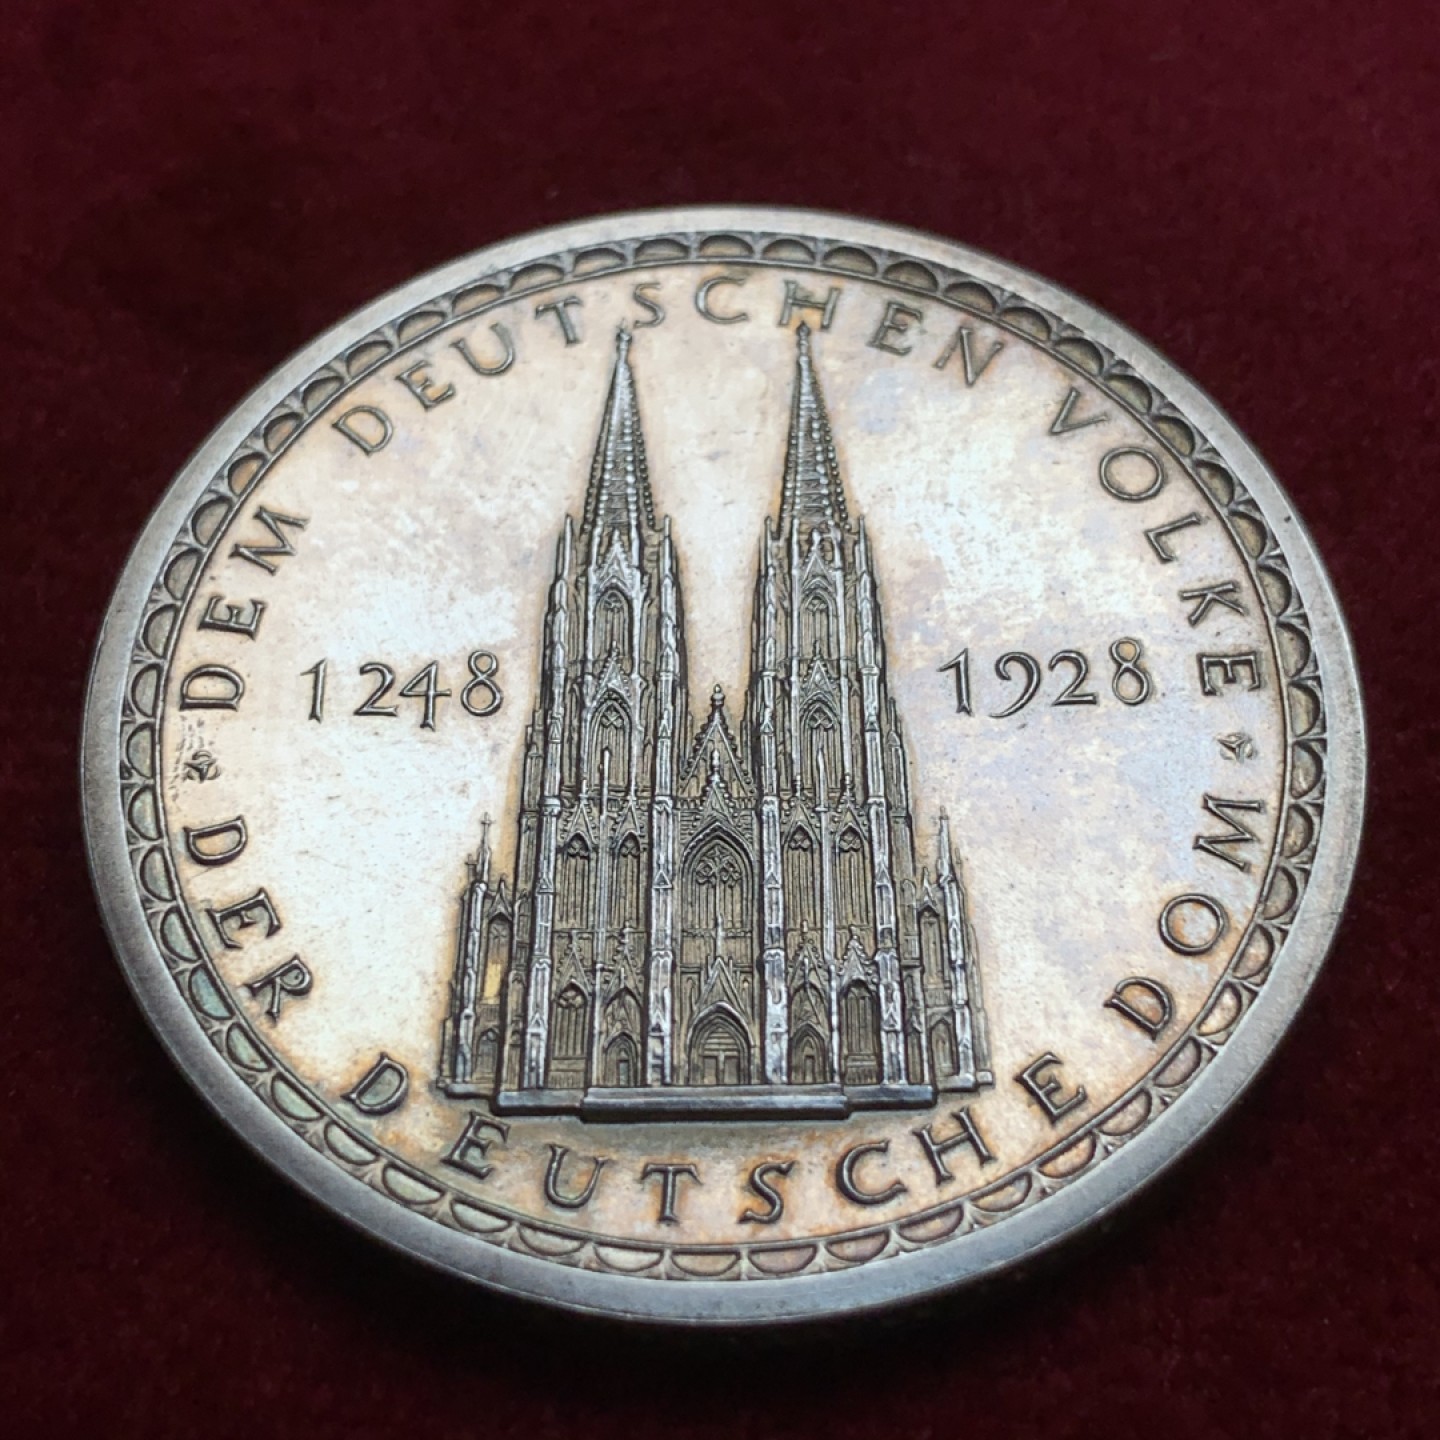 DEM DEUTSCHEN VOLKE
1248 1928
DER DEUTSCHE DOM